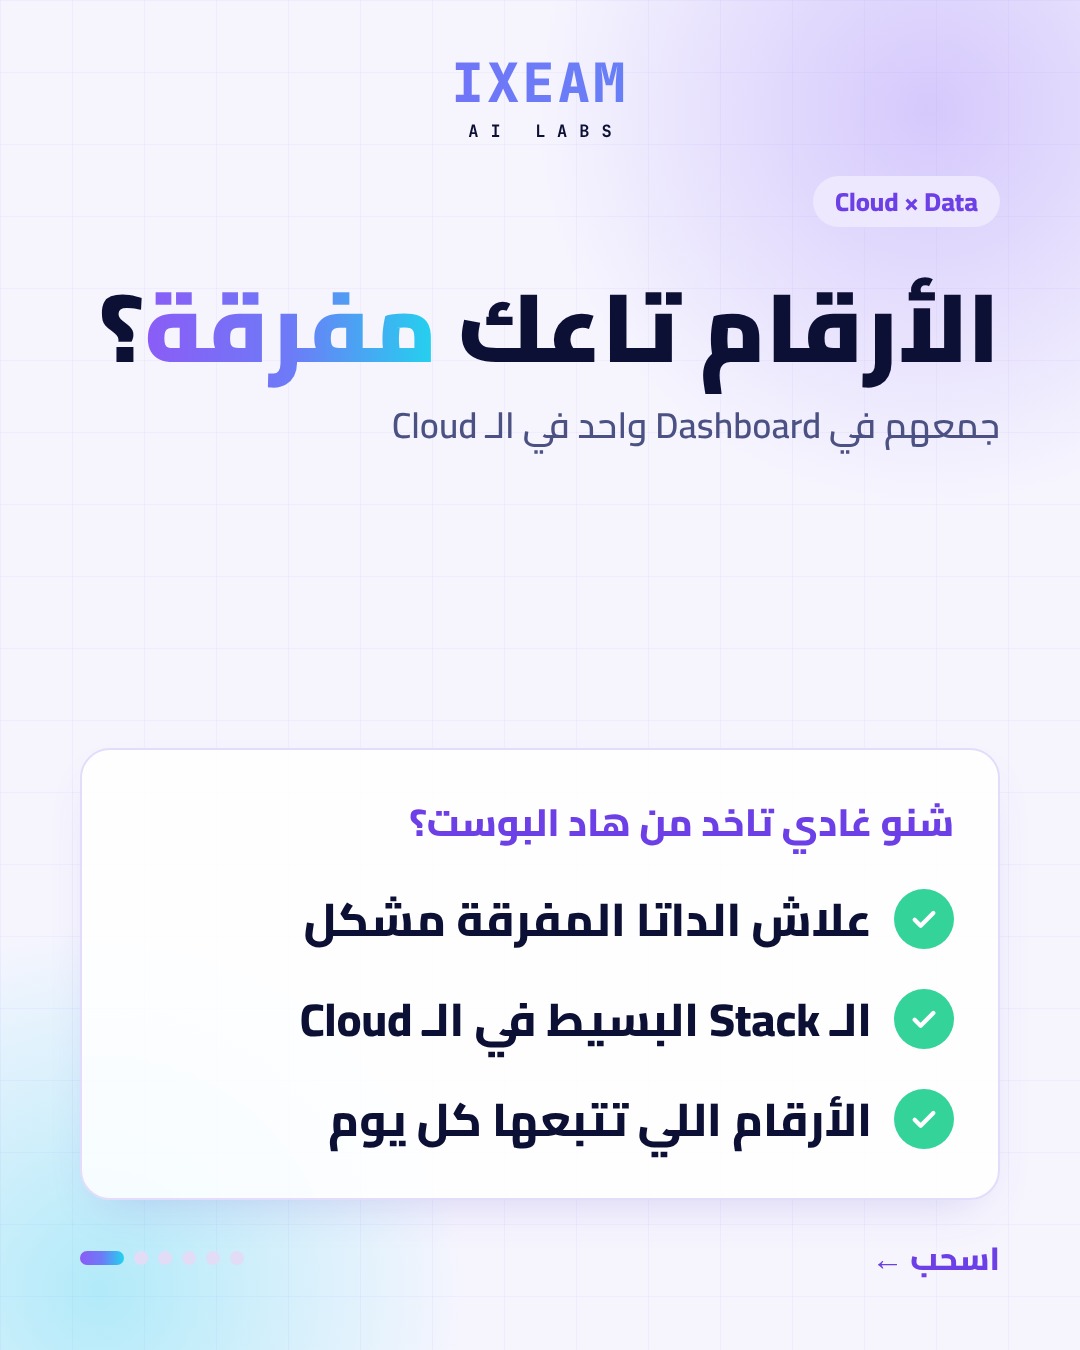 IXEAM
AI LABS
Cloud × Data
الأرقام تاعك مفرقة؟
جمعهم في Dashboard واحد في الـ Cloud
شنو غادي تاخد من هاد البوست؟
علاش الداتا المفرقة مشكل
الـ Stack البسيط في الـ Cloud
الأرقام اللي تتبعها كل يوم
اسحب ←